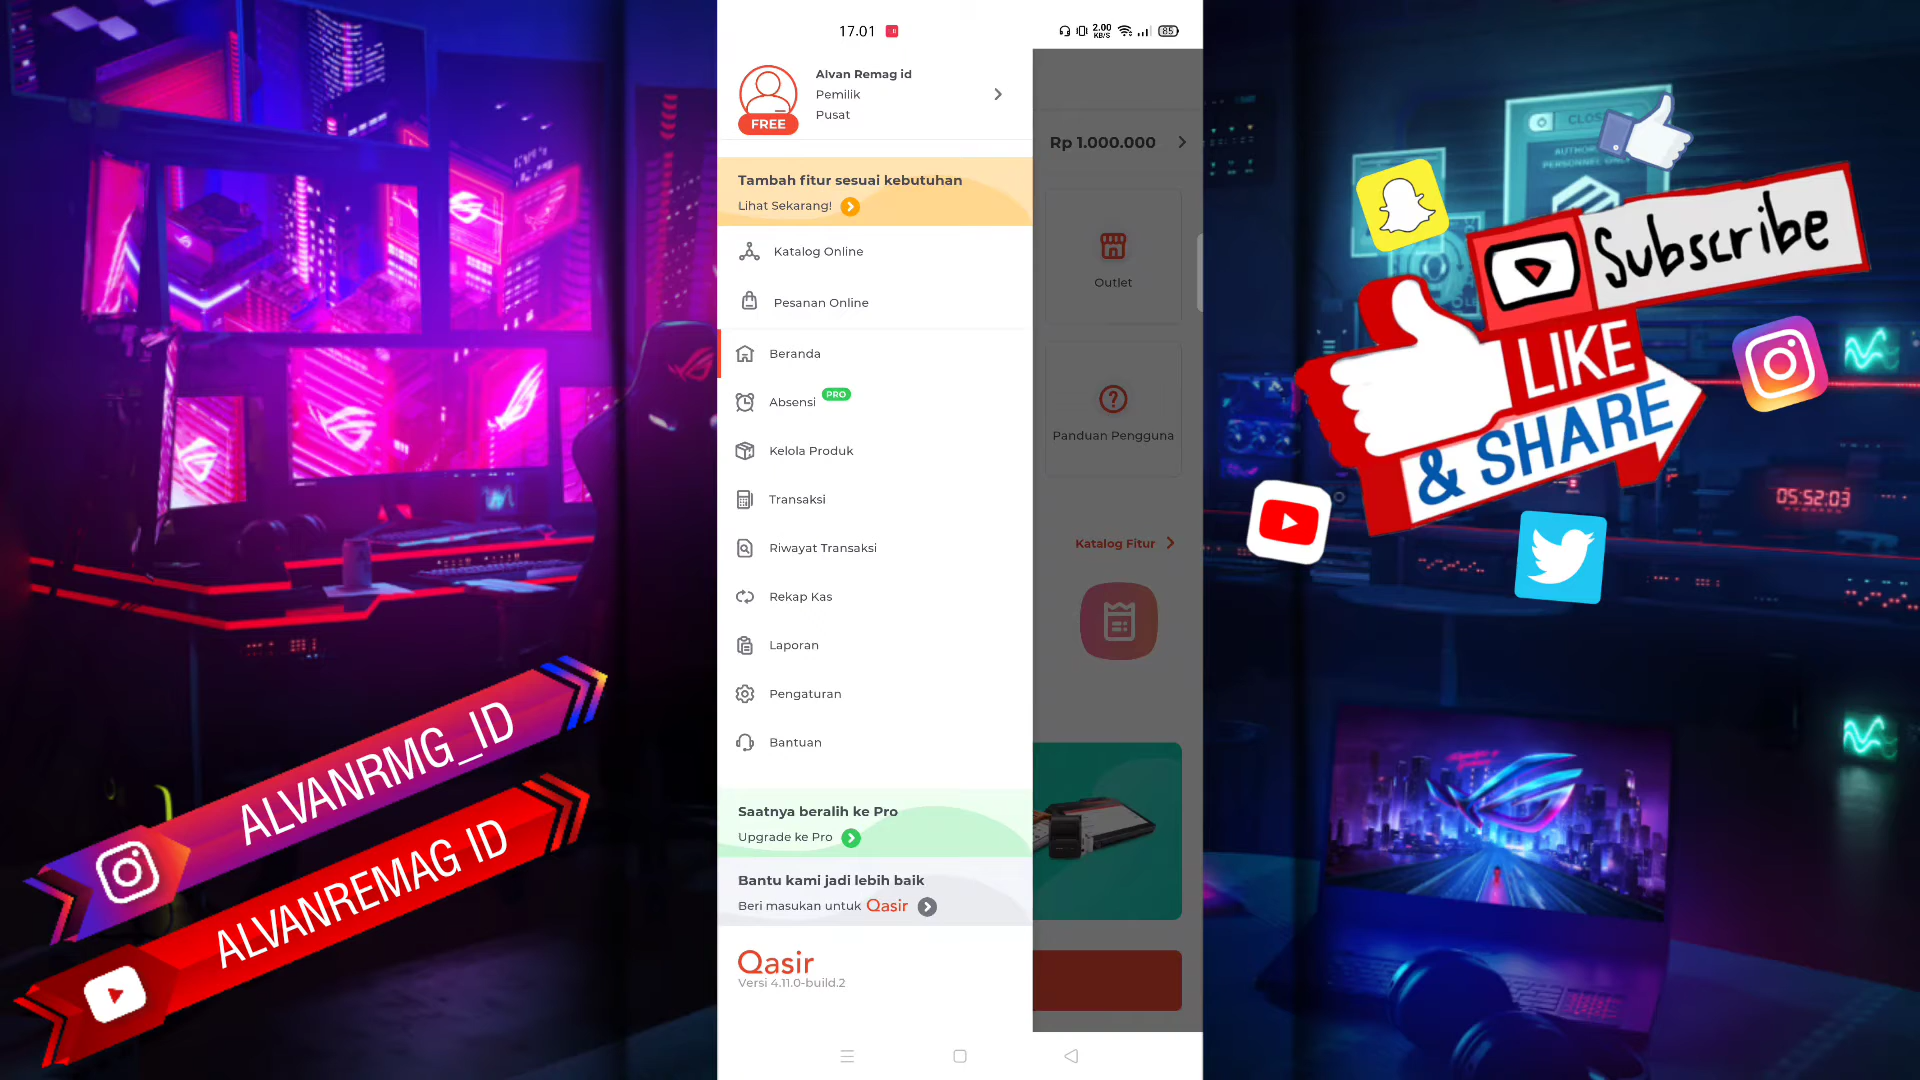 17.01
2.00
KB/S
85
Alvan Remag id
Pemilik
Pusat
FREE
Rp 1.000.000
Tambah fitur sesuai kebutuhan
Lihat Sekarang!
Katalog Online
Pesanan Online
Outlet
Beranda
Absensi PRO
Kelola Produk
Panduan Pengguna
Transaksi
Riwayat Transaksi
Katalog Fitur
Rekap Kas
Laporan
Pengaturan
Bantuan
Saatnya beralih ke Pro
Upgrade ke Pro
Bantu kami jadi lebih baik
Beri masukan untuk Qasir
Qasir
Versi 4.11.0-build.2
ALVANRMG_ID
ALVANREMAG ID
Subscribe
LIKE
& SHARE
05:52:03